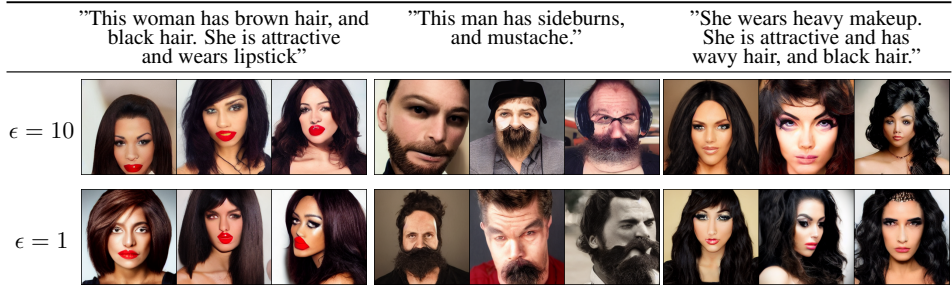 ”This woman has brown hair, and
black hair. She is attractive
and wears lipstick”
”This man has sideburns,
and mustache.”
”She wears heavy makeup.
She is attractive and has
wavy hair, and black hair.”
ϵ = 10
ϵ = 1